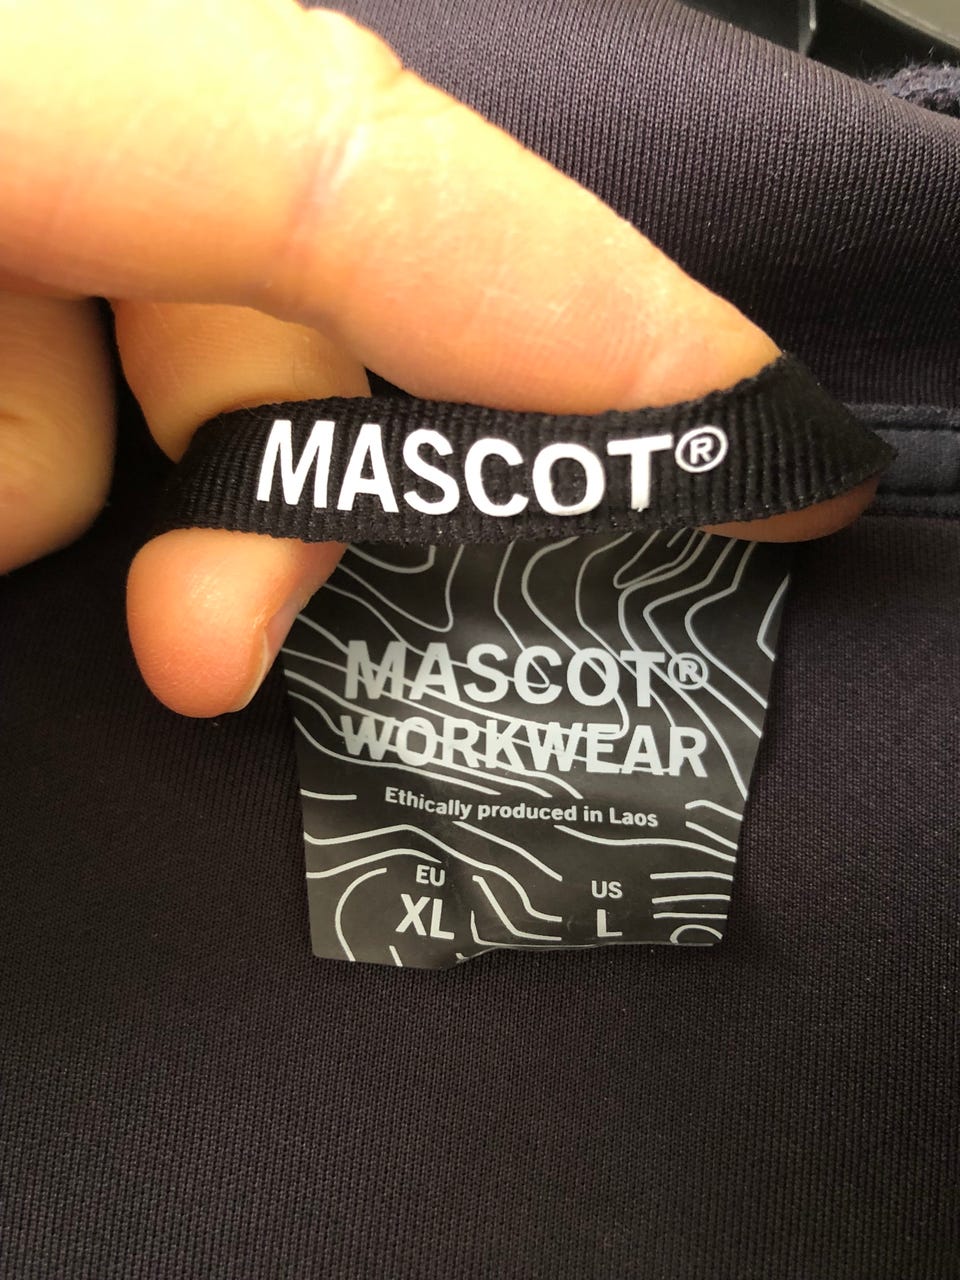 MASCOT®
MASCOT®
WORKWEAR
Ethically produced in Laos
EU
XL
US
L